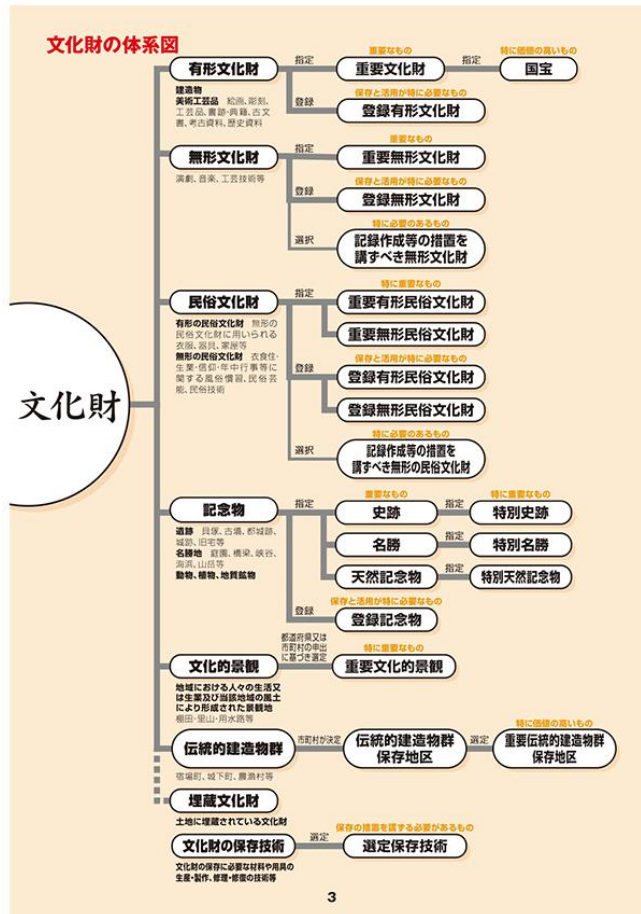 文化財の体系図
文化財
有形文化財
建造物
美術工芸品 絵画、彫刻、
工芸品、書跡・典籍、古文
書、考古資料、歴史資料
指定
重要なもの
重要文化財
指定
特に価値の高いもの
国宝
登録
保存と活用が特に必要なもの
登録有形文化財
無形文化財
演劇、音楽、工芸技術等
指定
重要なもの
重要無形文化財
登録
保存と活用が特に必要なもの
登録無形文化財
選択
特に必要のあるもの
記録作成等の措置を
講ずべき無形文化財
民俗文化財
有形の民俗文化財 無形の
民俗文化財に用いられる
衣服、器具、家屋等
無形の民俗文化財 衣食住・
生業・信仰・年中行事等に
関する風俗慣習、民俗芸
能、民俗技術
指定
特に重要なもの
重要有形民俗文化財
重要無形民俗文化財
登録
保存と活用が特に必要なもの
登録有形民俗文化財
登録無形民俗文化財
選択
特に必要のあるもの
記録作成等の措置を
講ずべき無形の民俗文化財
記念物
遺跡 貝塚、古墳、都城跡、
城跡、旧宅等
名勝地 庭園、橋梁、峡谷、
海浜、山岳等
動物、植物、地質鉱物
指定
重要なもの
史跡
指定
特に重要なもの
特別史跡
名勝
指定
特別名勝
天然記念物
指定
特別天然記念物
登録
保存と活用が特に必要なもの
登録記念物
文化的景観
地域における人々の生活又
は生業及び当該地域の風土
により形成された景観地
棚田・里山・用水路等
都道府県又は
市町村の申出
に基づき選定
特に重要なもの
重要文化的景観
伝統的建造物群
宿場町、城下町、農漁村等
市町村が決定
伝統的建造物群
保存地区
選定
特に価値の高いもの
重要伝統的建造物群
保存地区
埋蔵文化財
土地に埋蔵されている文化財
文化財の保存技術
文化財の保存に必要な材料や用具の
生産・製作、修理・修復の技術等
選定
保存の措置を講ずる必要があるもの
選定保存技術
3